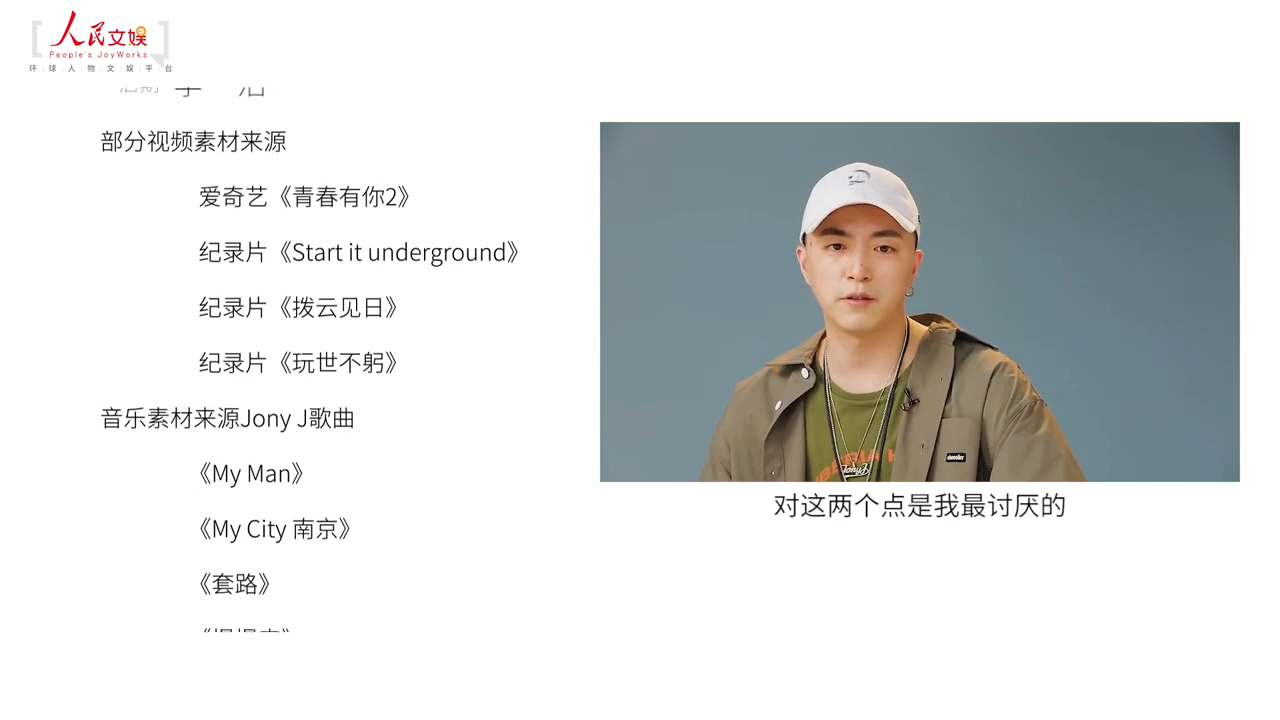 人民文娱
People's JoyWorks
环球人物文娱平台
部分视频素材来源
爱奇艺《青春有你2》
纪录片《Start it underground》
纪录片《拨云见日》
纪录片《玩世不躬》
音乐素材来源Jony J歌曲
《My Man》
《My City 南京》
《套路》
对这两个点是我最讨厌的